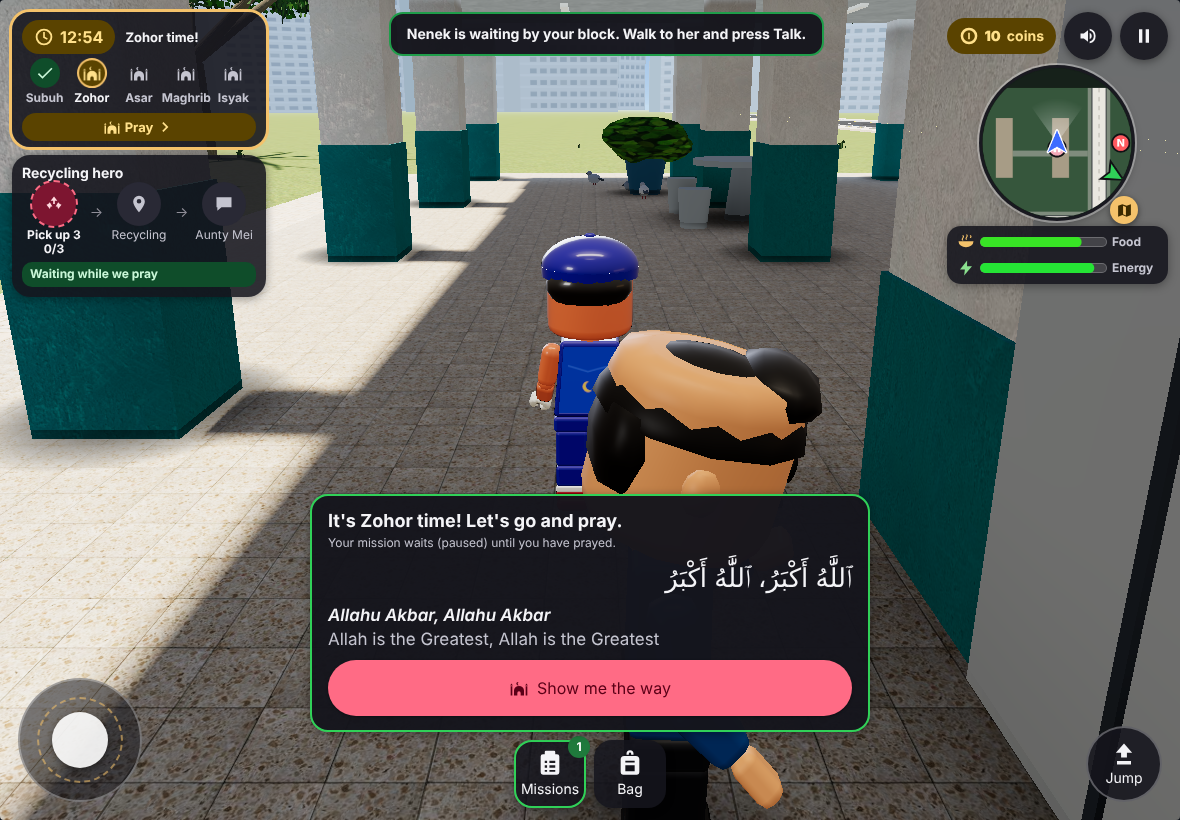 12:54
Zohor time!
Subuh
Zohor
Asar
Maghrib
Isyak
Pray
Nenek is waiting by your block. Walk to her and press Talk.
10 coins
N
Food
Energy
Recycling hero
Pick up 3
0/3
Recycling
Aunty Mei
Waiting while we pray
It's Zohor time! Let's go and pray.
Your mission waits (paused) until you have prayed.
ٱللَّٰهُ أَكْبَرُ، ٱللَّٰهُ أَكْبَرُ
Allahu Akbar, Allahu Akbar
Allah is the Greatest, Allah is the Greatest
Show me the way
1
Missions
Bag
Jump